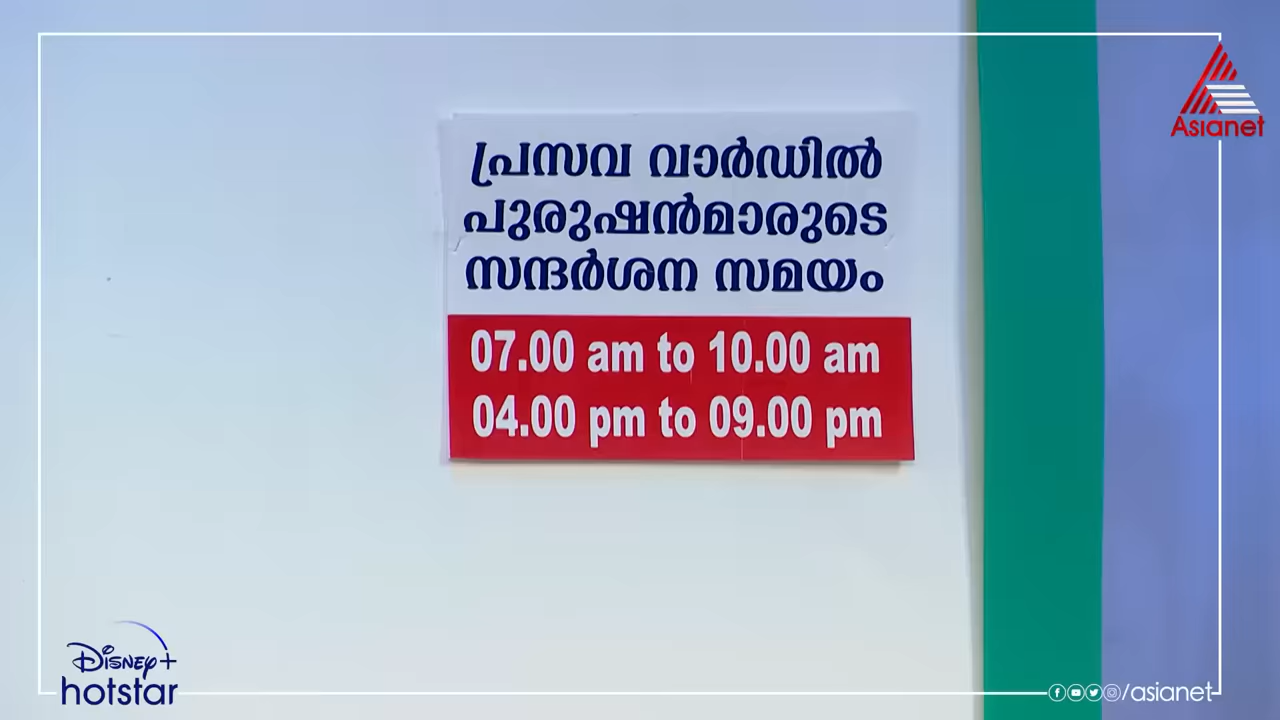 Asianet
പ്രസവ വാർഡിൽ
പുരുഷൻമാരുടെ
സന്ദർശന സമയം
07.00 am to 10.00 am
04.00 pm to 09.00 pm
Disney+
hotstar
/asianet